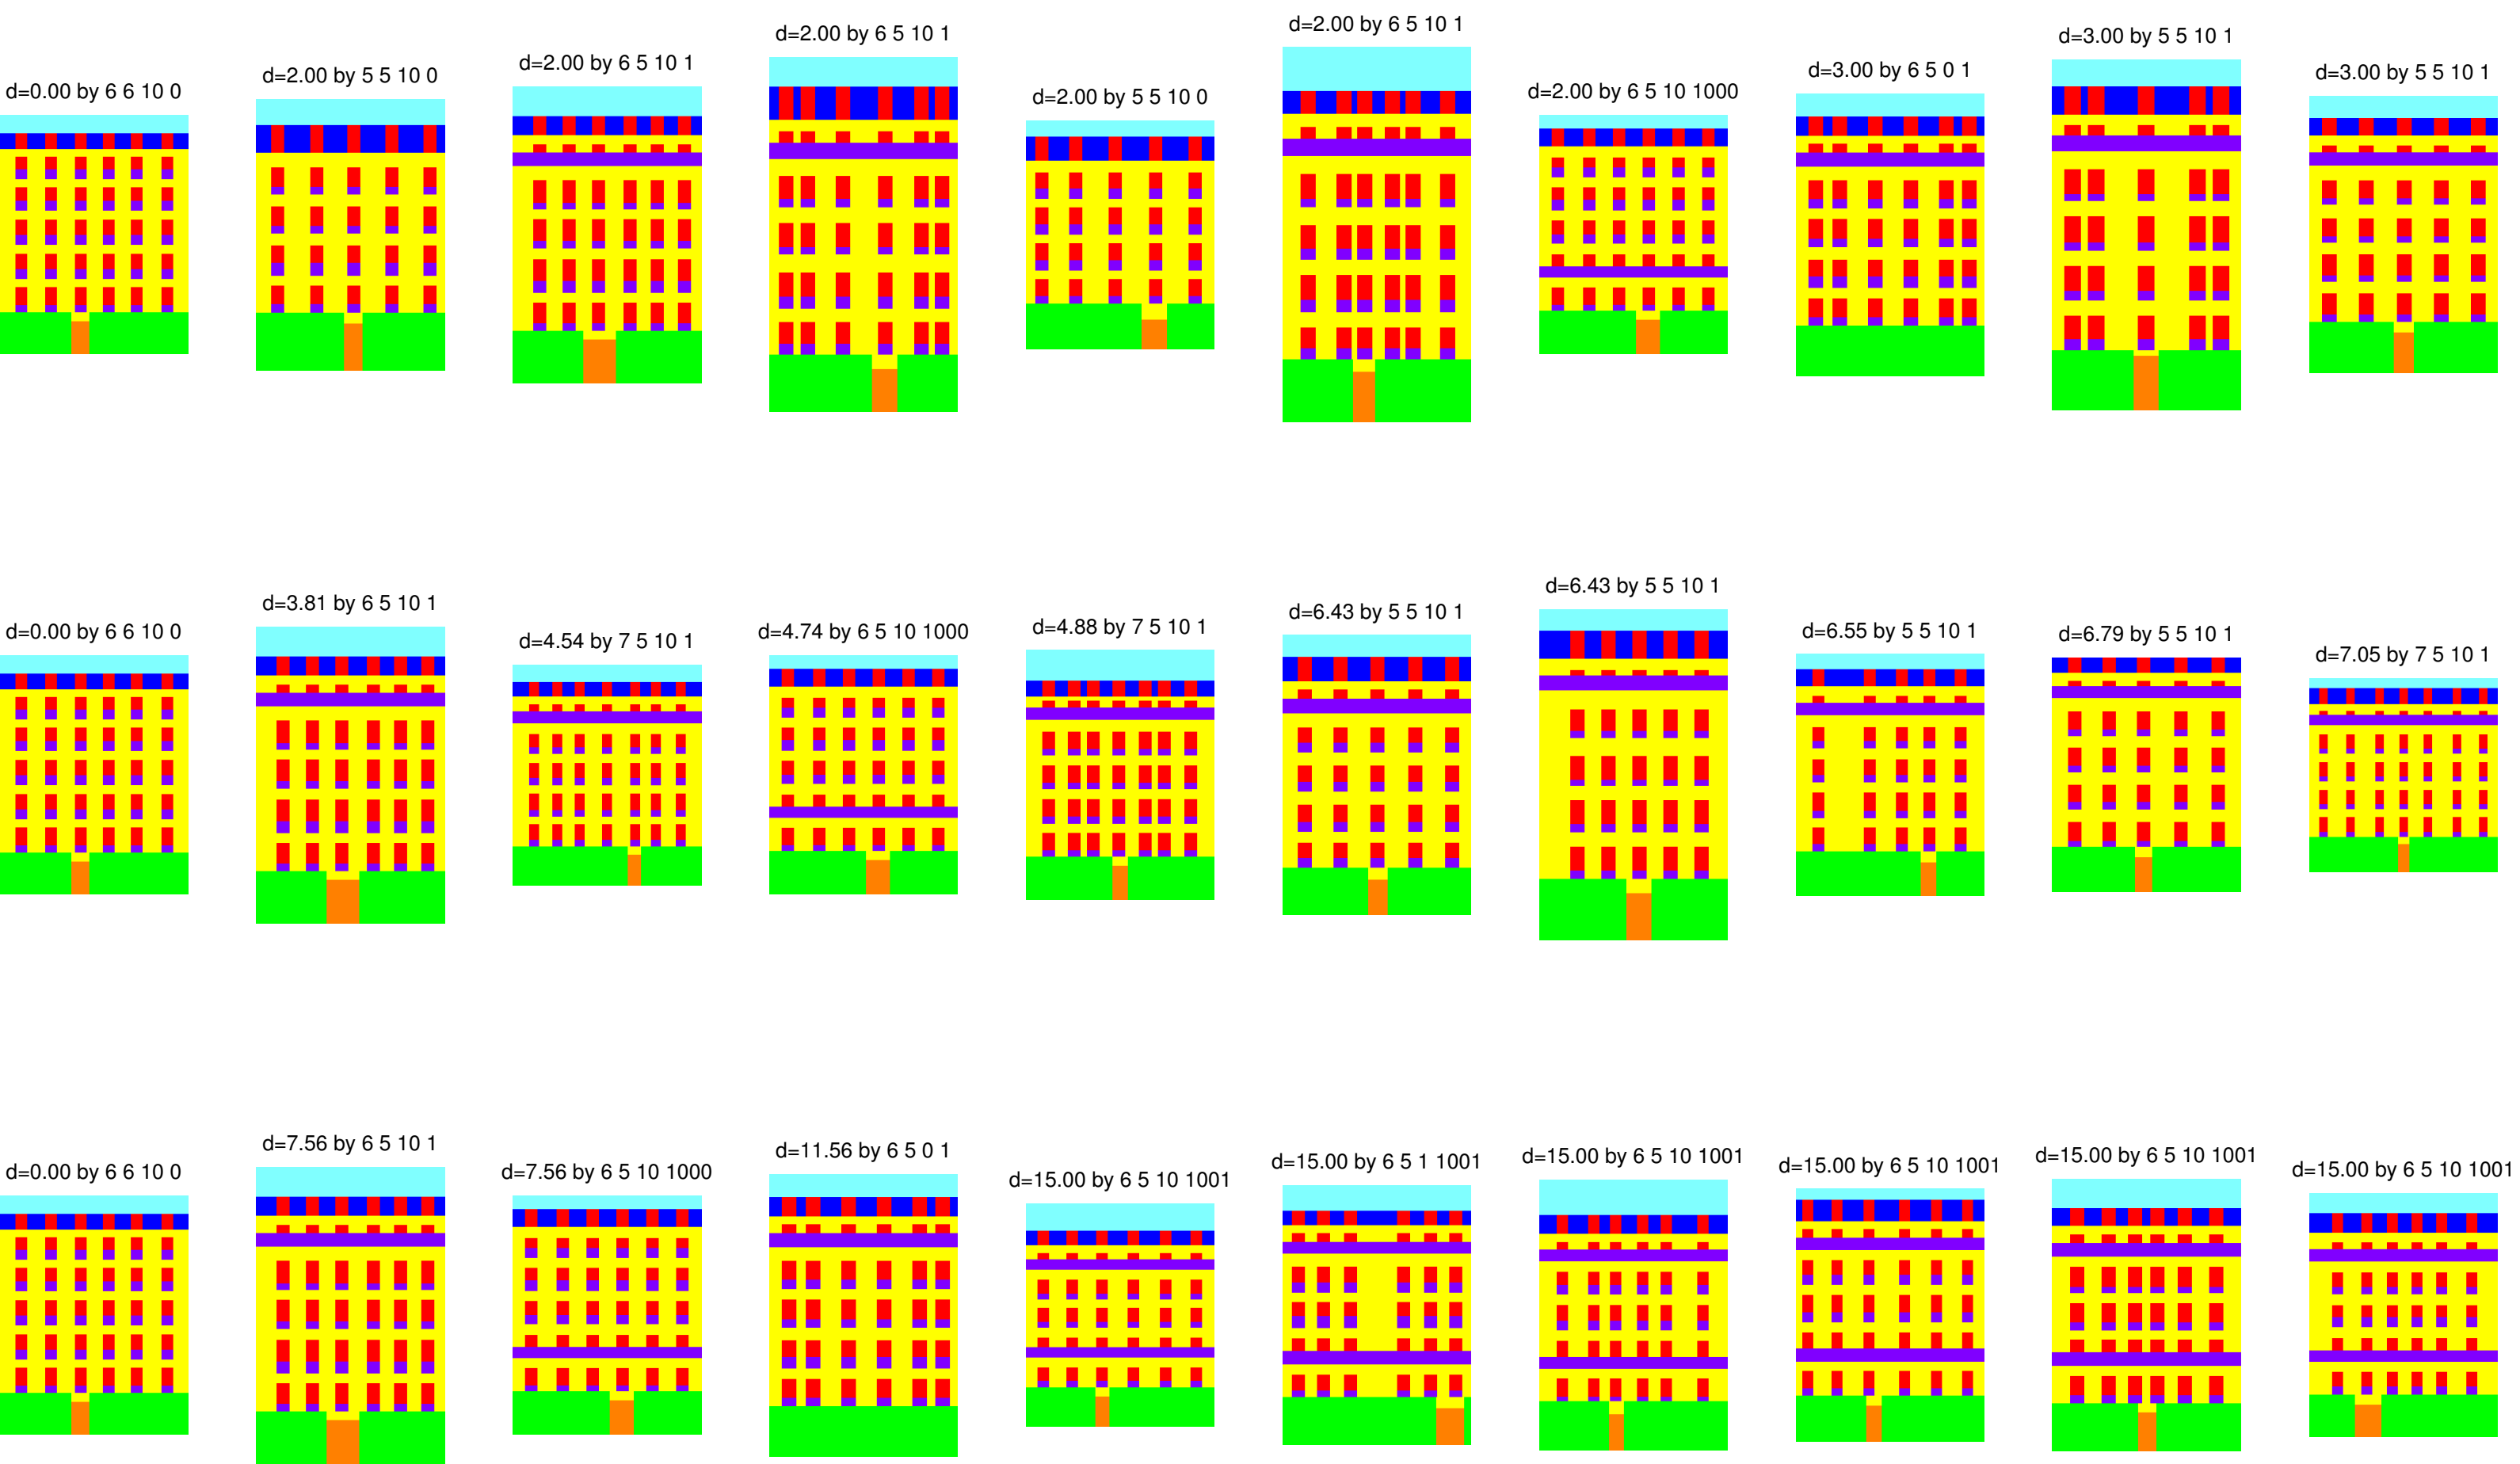 d=0.00 by 6 6 10 0
d=2.00 by 5 5 10 0
d=2.00 by 6 5 10 1
d=2.00 by 6 5 10 1
d=2.00 by 5 5 10 0
d=2.00 by 6 5 10 1
d=2.00 by 6 5 10 1000
d=3.00 by 6 5 0 1
d=3.00 by 5 5 10 1
d=3.00 by 5 5 10 1
d=0.00 by 6 6 10 0
d=3.81 by 6 5 10 1
d=4.54 by 7 5 10 1
d=4.74 by 6 5 10 1000
d=4.88 by 7 5 10 1
d=6.43 by 5 5 10 1
d=6.43 by 5 5 10 1
d=6.55 by 5 5 10 1
d=6.79 by 5 5 10 1
d=7.05 by 7 5 10 1
d=0.00 by 6 6 10 0
d=7.56 by 6 5 10 1
d=7.56 by 6 5 10 1000
d=11.56 by 6 5 0 1
d=15.00 by 6 5 10 1001
d=15.00 by 6 5 1 1001
d=15.00 by 6 5 10 1001
d=15.00 by 6 5 10 1001
d=15.00 by 6 5 10 1001
d=15.00 by 6 5 10 1001